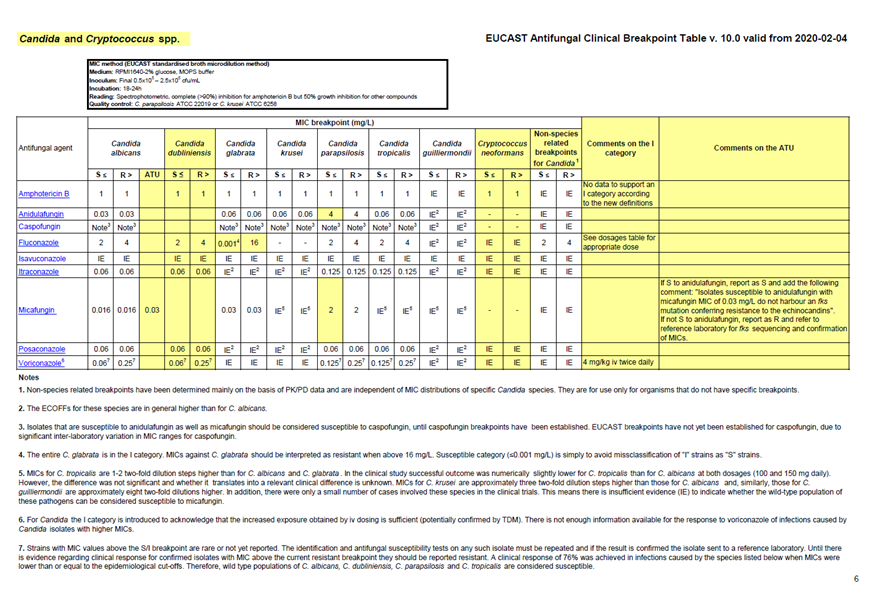 Candida and Cryptococcus spp.
EUCAST Antifungal Clinical Breakpoint Table v. 10.0 valid from 2020-02-04
MIC method (EUCAST standardised broth microdilution method)
Medium: RPMI1640-2% glucose, MOPS buffer
Inoculum: Final 0.5x10⁵ – 2.5x10⁵ cfu/mL
Incubation: 18-24h
Reading: Spectrophotometric, complete (>90%) inhibition for amphotericin B but 50% growth inhibition for other compounds
Quality control: C. parapsilosis ATCC 22019 or C. krusei ATCC 6258
Antifungal agent
MIC breakpoint (mg/L)
Candida albicans
Candida dubliniensis
Candida glabrata
Candida krusei
Candida parapsilosis
Candida tropicalis
Candida guilliermondii
Cryptococcus neoformans
Non-species related breakpoints for Candida¹
Comments on the I category
Comments on the ATU
S ≤ R > ATU S ≤ R > S ≤ R > S ≤ R > S ≤ R > S ≤ R > S ≤ R > S ≤ R > S ≤ R >
Amphotericin B 1 1 1 1 1 1 1 1 1 1 1 1 IE IE 1 1 IE IE
No data to support an
I category according
to the new definitions
Anidulafungin 0.03 0.03 0.06 0.06 0.06 0.06 4 4 0.06 0.06 IE² IE² - - IE IE
Caspofungin Note³ Note³ Note³ Note³ Note³ Note³ Note³ Note³ Note³ Note³ IE² IE² - - IE IE
Fluconazole 2 4 2 4 0.001⁴ 16 - - 2 4 2 4 IE² IE² IE IE 2 4
See dosages table for
appropriate dose
Isavuconazole IE IE IE IE IE IE IE IE IE IE IE IE IE IE IE IE IE IE
Itraconazole 0.06 0.06 0.06 0.06 IE² IE² IE² IE² 0.125 0.125 0.125 0.125 IE² IE² IE IE IE IE
Micafungin 0.016 0.016 0.03 0.03 0.03 IE⁵ IE⁵ 2 2 IE⁵ IE⁵ IE⁵ IE⁵ - - IE IE
If S to anidulafungin, report as S and add the following
comment: "Isolates susceptible to anidulafungin with
micafungin MIC of 0.03 mg/L do not harbour an fks
mutation conferring resistance to the echinocandins".
If not S to anidulafungin, report as R and refer to
reference laboratory for fks sequencing and confirmation
of MICs.
Posaconazole 0.06 0.06 0.06 0.06 IE² IE² IE² IE² 0.06 0.06 0.06 0.06 IE² IE² IE IE IE IE
Voriconazole⁶ 0.06⁷ 0.25⁷ 0.06⁷ 0.25⁷ IE IE IE IE 0.125⁷ 0.25⁷ 0.125⁷ 0.25⁷ IE² IE² IE IE IE IE 4 mg/kg iv twice daily
Notes
1. Non-species related breakpoints have been determined mainly on the basis of PK/PD data and are independent of MIC distributions of specific Candida species. They are for use only for organisms that do not have specific breakpoints.
2. The ECOFFs for these species are in general higher than for C. albicans.
3. Isolates that are susceptible to anidulafungin as well as micafungin should be considered susceptible to caspofungin, until caspofungin breakpoints have been established. EUCAST breakpoints have not yet been established for caspofungin, due to
significant inter-laboratory variation in MIC ranges for caspofungin.
4. The entire C. glabrata is in the I category. MICs against C. glabrata should be interpreted as resistant when above 16 mg/L. Susceptible category (≤0.001 mg/L) is simply to avoid missclassification of "I" strains as "S" strains.
5. MICs for C. tropicalis are 1-2 two-fold dilution steps higher than for C. albicans and C. glabrata. In the clinical study successful outcome was numerically slightly lower for C. tropicalis than for C. albicans at both dosages (100 and 150 mg daily).
However, the difference was not significant and whether it translates into a relevant clinical difference is unknown. MICs for C. krusei are approximately three two-fold dilution steps higher than those for C. albicans and, similarly, those for C.
guilliermondii are approximately eight two-fold dilutions higher. In addition, there were only a small number of cases involved these species in the clinical trials. This means there is insufficient evidence (IE) to indicate whether the wild-type population of
these pathogens can be considered susceptible to micafungin.
6. For Candida the I category is introduced to acknowledge that the increased exposure obtained by iv dosing is sufficient (potentially confirmed by TDM). There is not enough information available for the response to voriconazole of infections caused by
Candida isolates with higher MICs.
7. Strains with MIC values above the S/I breakpoint are rare or not yet reported. The identification and antifungal susceptibility tests on any such isolate must be repeated and if the result is confirmed the isolate sent to a reference laboratory. Until there
is evidence regarding clinical response for confirmed isolates with MIC above the current resistant breakpoint they should be reported resistant. A clinical response of 76% was achieved in infections caused by the species listed below when MICs were
lower than or equal to the epidemiological cut-offs. Therefore, wild type populations of C. albicans, C. dubliniensis, C. parapsilosis and C. tropicalis are considered susceptible.
6